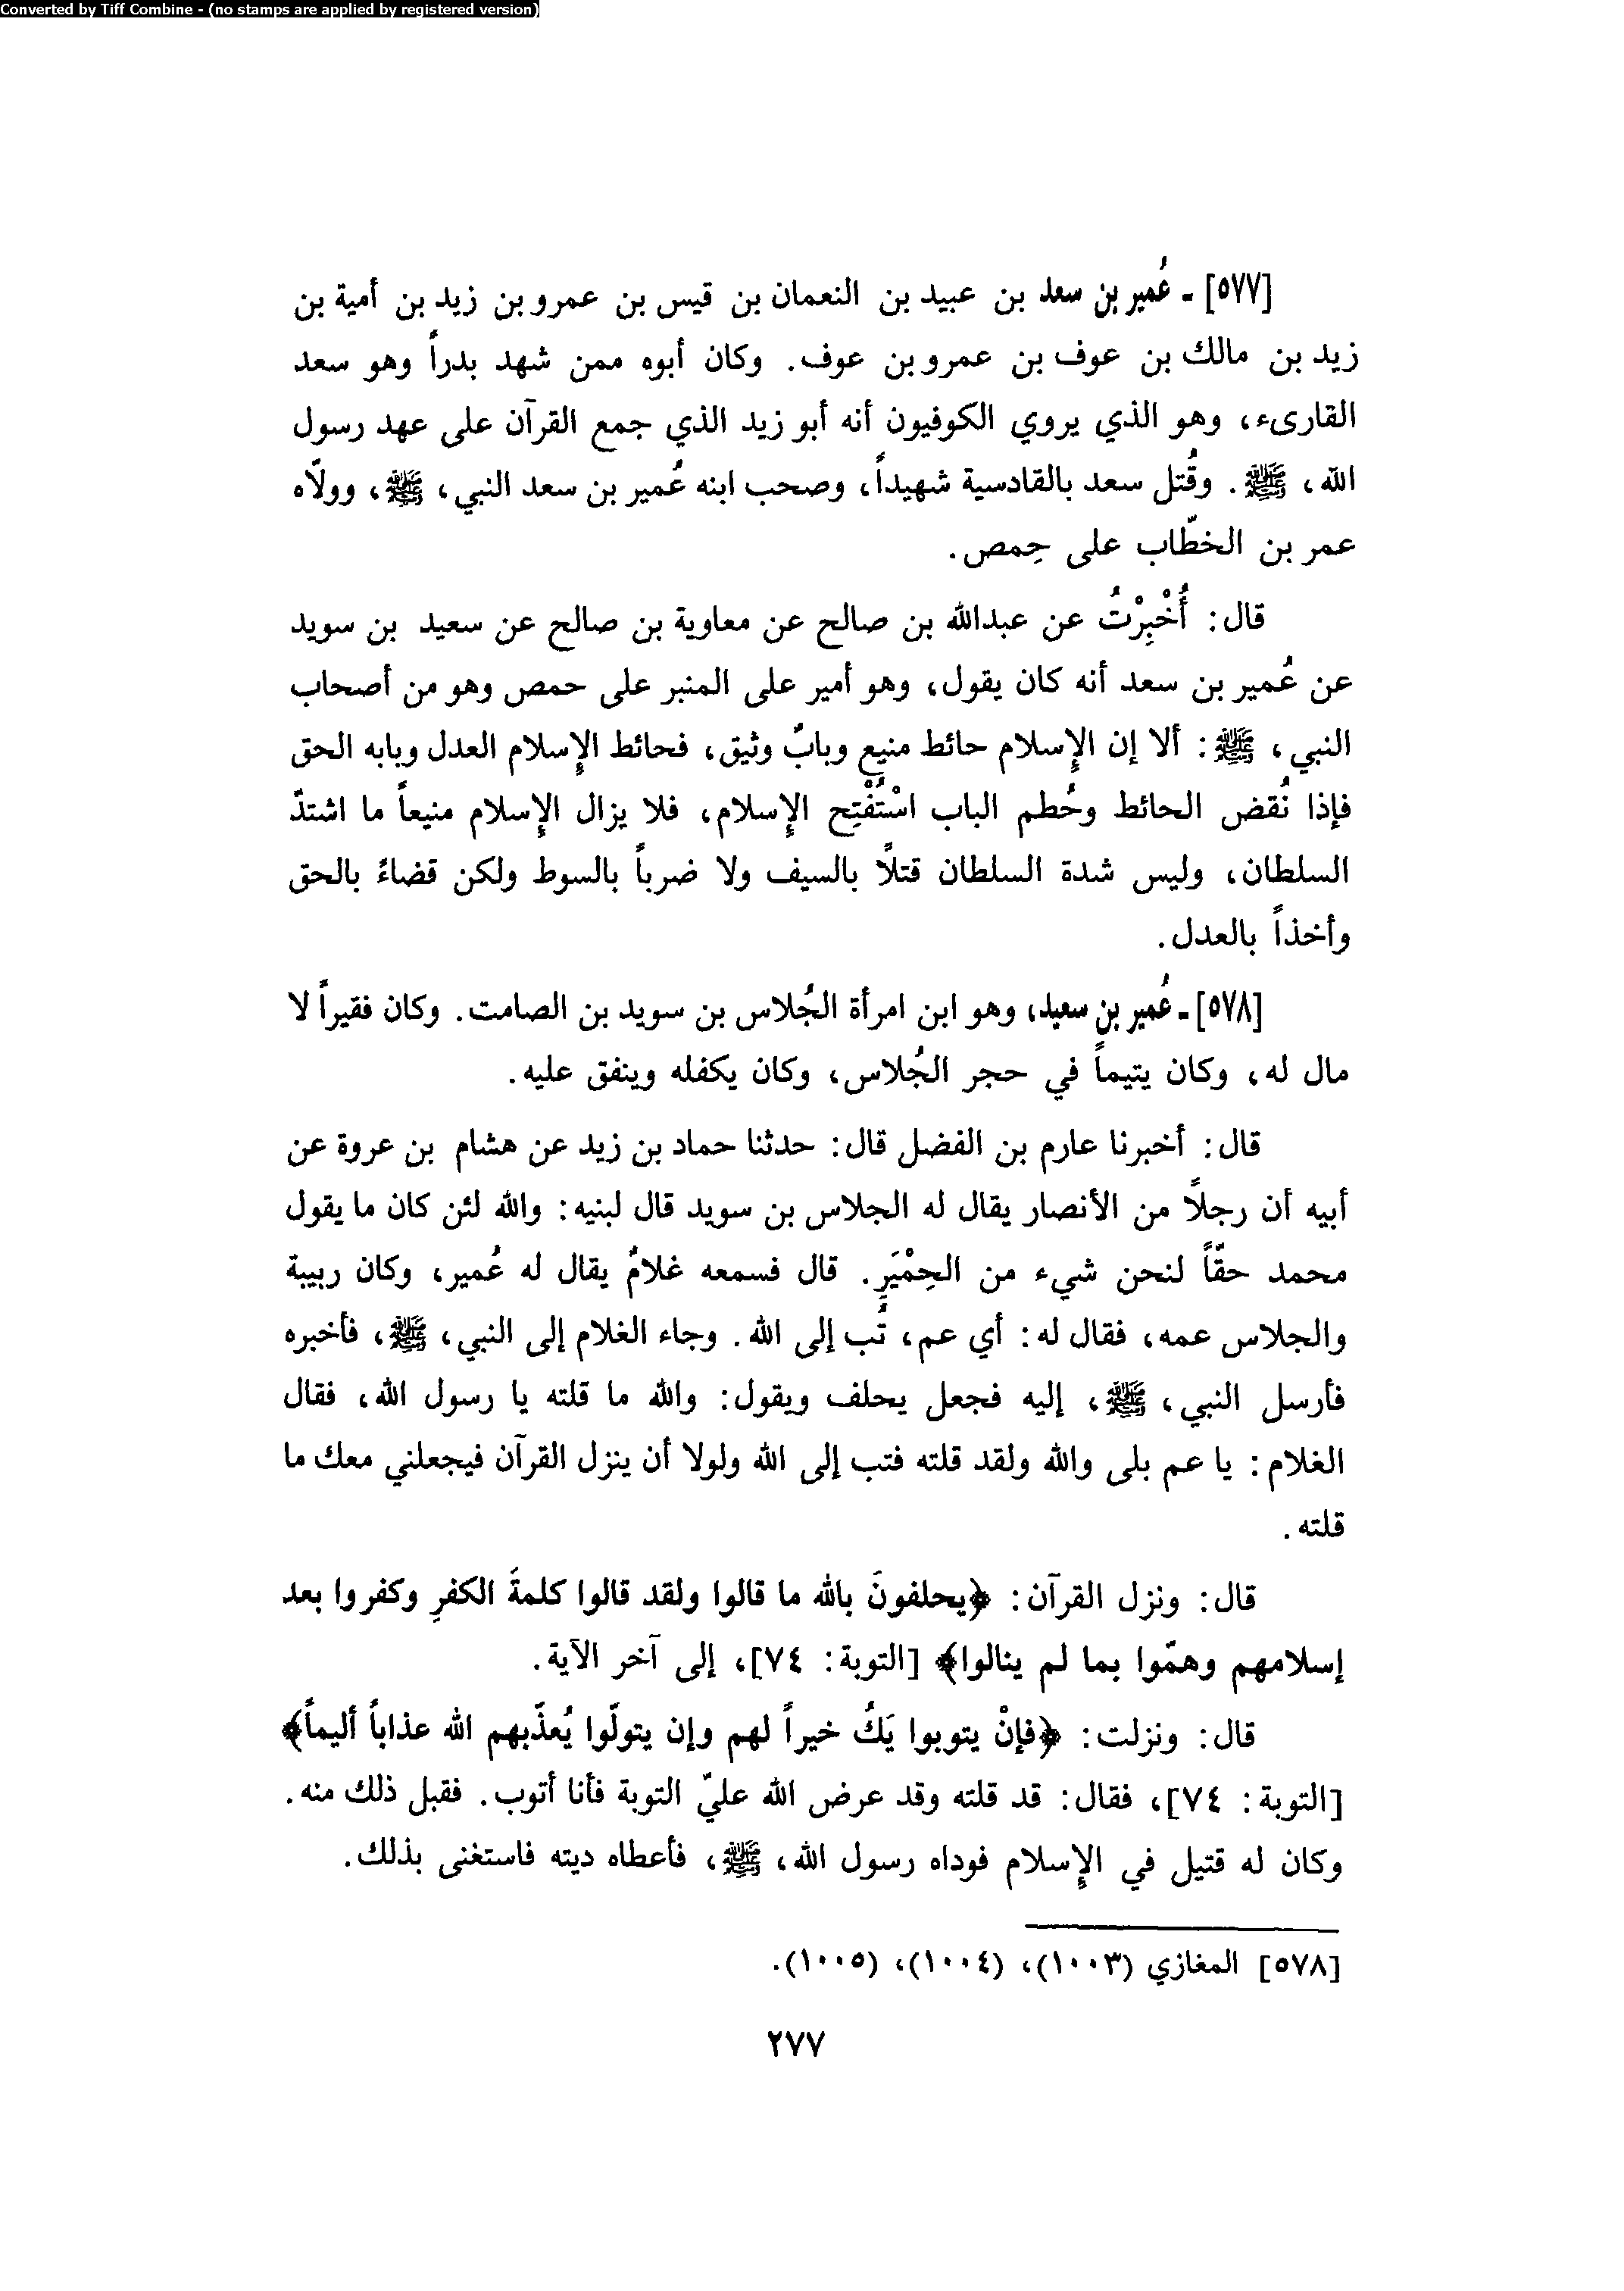 Converted by Tiff Combine - (no stamps are applied by registered version)
[٥٧٧] ـ عُمير بن سعد بن عبيد بن النعمان بن قيس بن عمرو بن زيد بن أمية بن
زيد بن مالك بن عوف بن عمرو بن عوف. وكان أبوه ممن شهد بدراً وهو سعد
القارىء، وهو الذي يروي الكوفيون أنه أبو زيد الذي جمع القرآن على عهد رسول
الله، ﷺ. وقُتل سعد بالقادسية شهيداً، وصحب ابنه عُمير بن سعد النبي، ﷺ، وولّاه
عمر بن الخطّاب على حِمص.
قال: أُخْبِرْتُ عن عبدالله بن صالح عن معاوية بن صالح عن سعيد بن سويد
عن عُمير بن سعد أنه كان يقول، وهو أمير على المنبر على حمص وهو من أصحاب
النبي، ﷺ: ألا إن الإِسلام حائط منيع وبابٌ وثيق، فحائط الإِسلام العدل وبابه الحق
فإذا نُقض الحائط وحُطم الباب اسْتُفْتِح الإِسلام، فلا يزال الإِسلام منيعاً ما اشتدّ
السلطان، وليس شدة السلطان قتلًا بالسيف ولا ضرباً بالسوط ولكن قضاءً بالحق
وأخذاً بالعدل.
[٥٧٨] ـ عُمير بن سعيد، وهو ابن امرأة الجُلاس بن سويد بن الصامت. وكان فقيراً لا
مال له، وكان يتيماً في حجر الجُلاس، وكان يكفله وينفق عليه.
قال: أخبرنا عارم بن الفضل قال: حدثنا حماد بن زيد عن هشام بن عروة عن
أبيه أن رجلًا من الأنصار يقال له الجلاس بن سويد قال لبنيه: والله لئن كان ما يقول
محمد حقّاً لنحن شيء من الحِمْيَرِ. قال فسمعه غلامٌ يقال له عُمير، وكان ربيبة
والجلاس عمه، فقال له: أي عم، تُب إلى الله. وجاء الغلام إلى النبي، ﷺ، فأخبره
فأرسل النبي، ﷺ، إليه فجعل يحلف ويقول: والله ما قلته يا رسول الله، فقال
الغلام: يا عم بلى والله ولقد قلته فتب إلى الله ولولا أن ينزل القرآن فيجعلني معك ما
قلته.
قال: ونزل القرآن: ﴿يحلفونَ بالله ما قالوا ولقد قالوا كلمةَ الكفرِ وكفروا بعد
إسلامهم وهمّوا بما لم ينالوا﴾ [التوبة: ٧٤]، إلى آخر الآية.
قال: ونزلت: ﴿فإنْ يتوبوا يَكُ خيراً لهم وإن يتولّوا يُعذّبهم الله عذاباً أليماً﴾
[التوبة: ٧٤]، فقال: قد قلته وقد عرض الله عليّ التوبة فأنا أتوب. فقبل ذلك منه.
وكان له قتيل في الإِسلام فوداه رسول الله، ﷺ، فأعطاه ديته فاستغنى بذلك.
[٥٧٨] المغازي (١٠٠٣)، (١٠٠٤)، (١٠٠٥).
٢٧٧